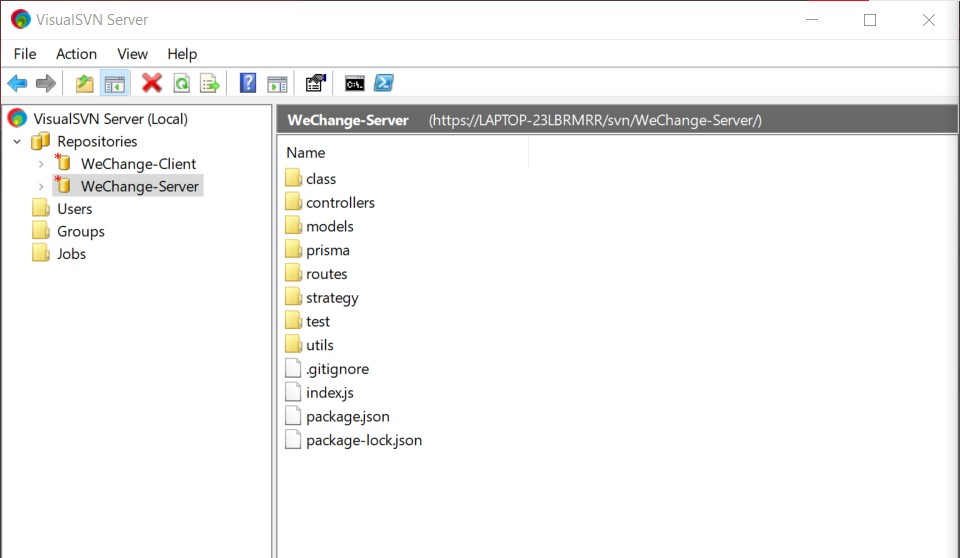 VisualSVN Server
File Action View Help
VisualSVN Server (Local)
Repositories
WeChange-Client
WeChange-Server
Users
Groups
Jobs
WeChange-Server (https://LAPTOP-23LBRMRR/svn/WeChange-Server/)
Name
class
controllers
models
prisma
routes
strategy
test
utils
.gitignore
index.js
package.json
package-lock.json